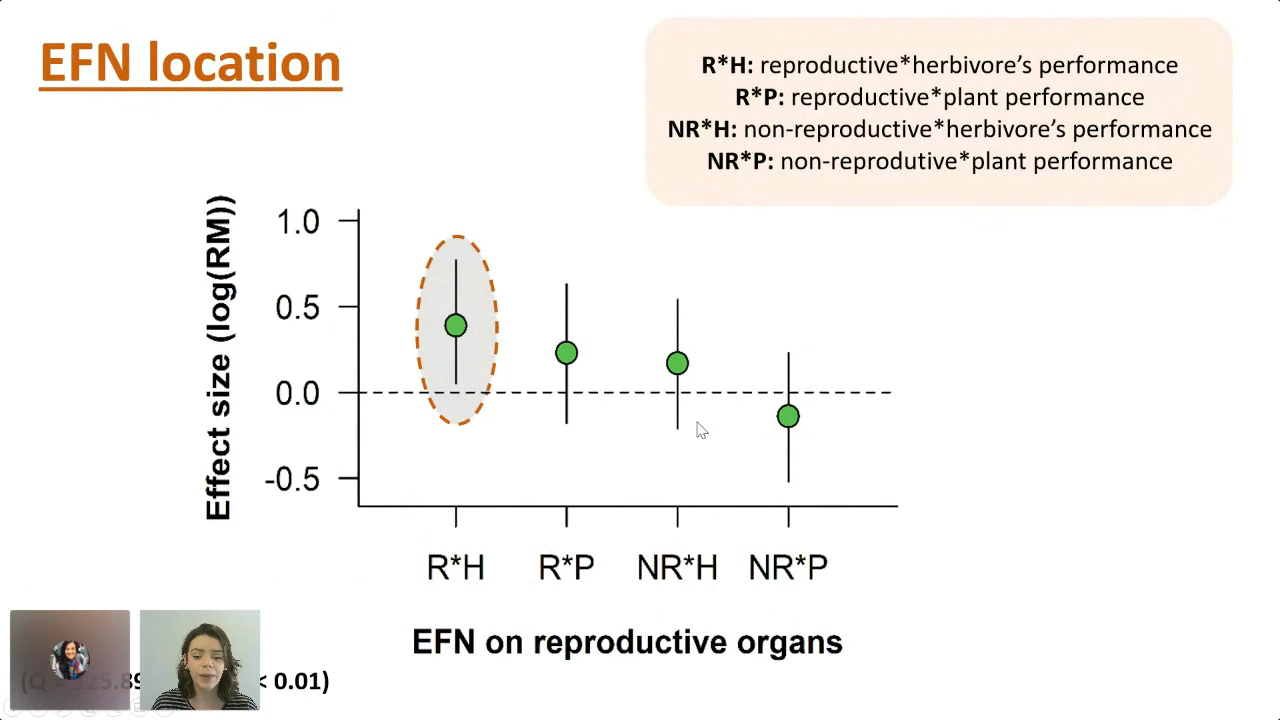 EFN location
R*H: reproductive*herbivore's performance
R*P: reproductive*plant performance
NR*H: non-reproductive*herbivore's performance
NR*P: non-reprodutive*plant performance
Effect size (log(RM))
1.0
0.5
0.0
-0.5
R*H R*P NR*H NR*P
EFN on reproductive organs
< 0.01)